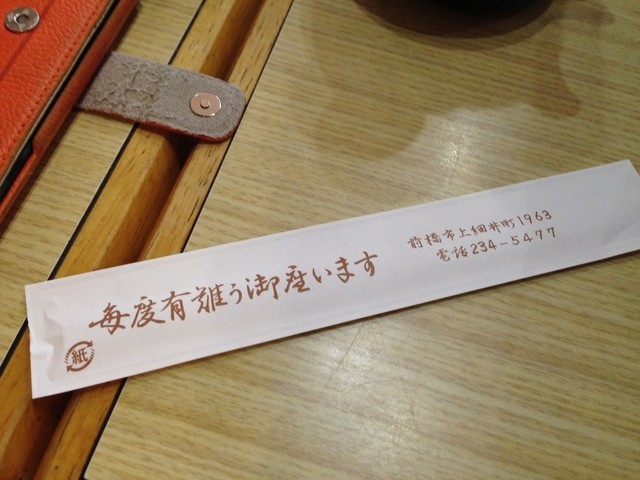 毎度有難う御座います
前橋市上細井町1963
電話234-5477
紙